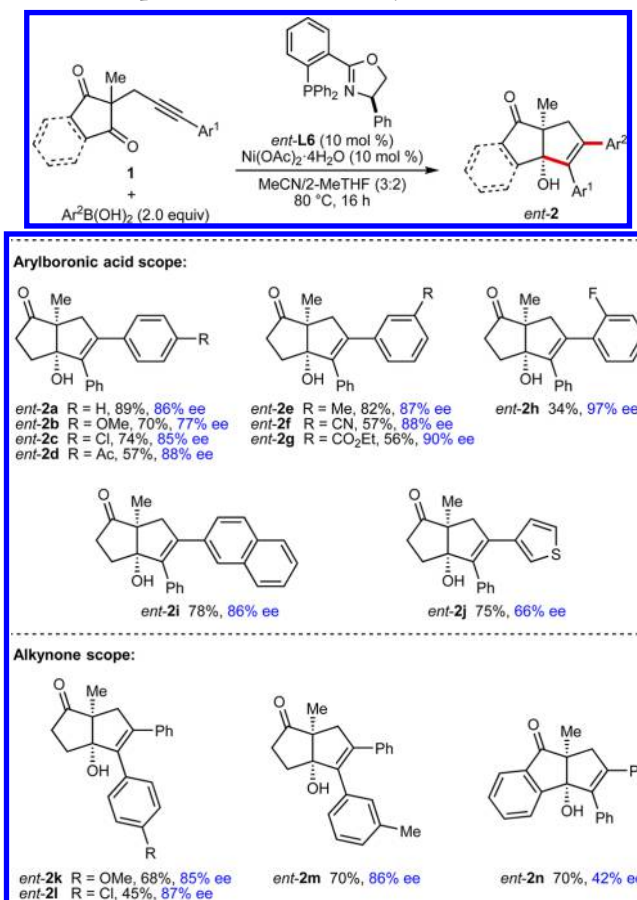 O
Me
O
1
Ar1
+
Ar2B(OH)2 (2.0 equiv)
PPh2
N
O
Ph
ent-L6 (10 mol %)
Ni(OAc)2·4H2O (10 mol %)
MeCN/2-MeTHF (3:2)
80 °C, 16 h
O
Me
Ar2
OH
Ar1
ent-2
Arylboronic acid scope:
O
Me
R
OH
Ph
ent-2a R = H, 89%, 86% ee
ent-2b R = OMe, 70%, 77% ee
ent-2c R = Cl, 74%, 85% ee
ent-2d R = Ac, 57%, 88% ee
O
Me
R
OH
Ph
ent-2e R = Me, 82%, 87% ee
ent-2f R = CN, 57%, 88% ee
ent-2g R = CO2Et, 56%, 90% ee
O
Me
F
OH
Ph
ent-2h 34%, 97% ee
O
Me
OH
Ph
ent-2i 78%, 86% ee
O
Me
S
OH
Ph
ent-2j 75%, 66% ee
Alkynone scope:
O
Me
Ph
OH
R
ent-2k R = OMe, 68%, 85% ee
ent-2l R = Cl, 45%, 87% ee
O
Me
Ph
OH
Me
ent-2m 70%, 86% ee
O
Me
OH
Ph
ent-2n 70%, 42% ee